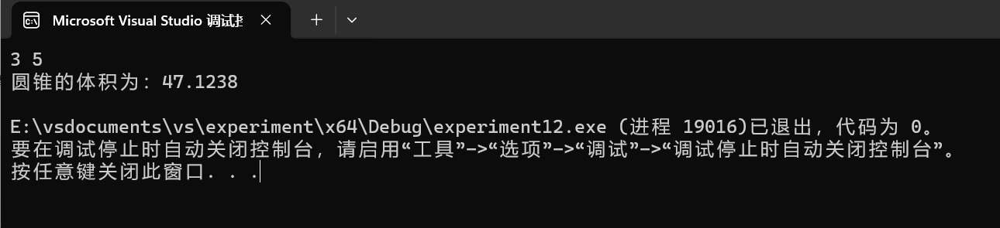 Microsoft Visual Studio 调试
3 5
圆锥的体积为：47.1238
E:\vsdocuments\vs\experiment\x64\Debug\experiment12.exe (进程 19016)已退出，代码为 0。
要在调试停止时自动关闭控制台，请启用“工具”->“选项”->“调试”->“调试停止时自动关闭控制台”。
按任意键关闭此窗口. . .